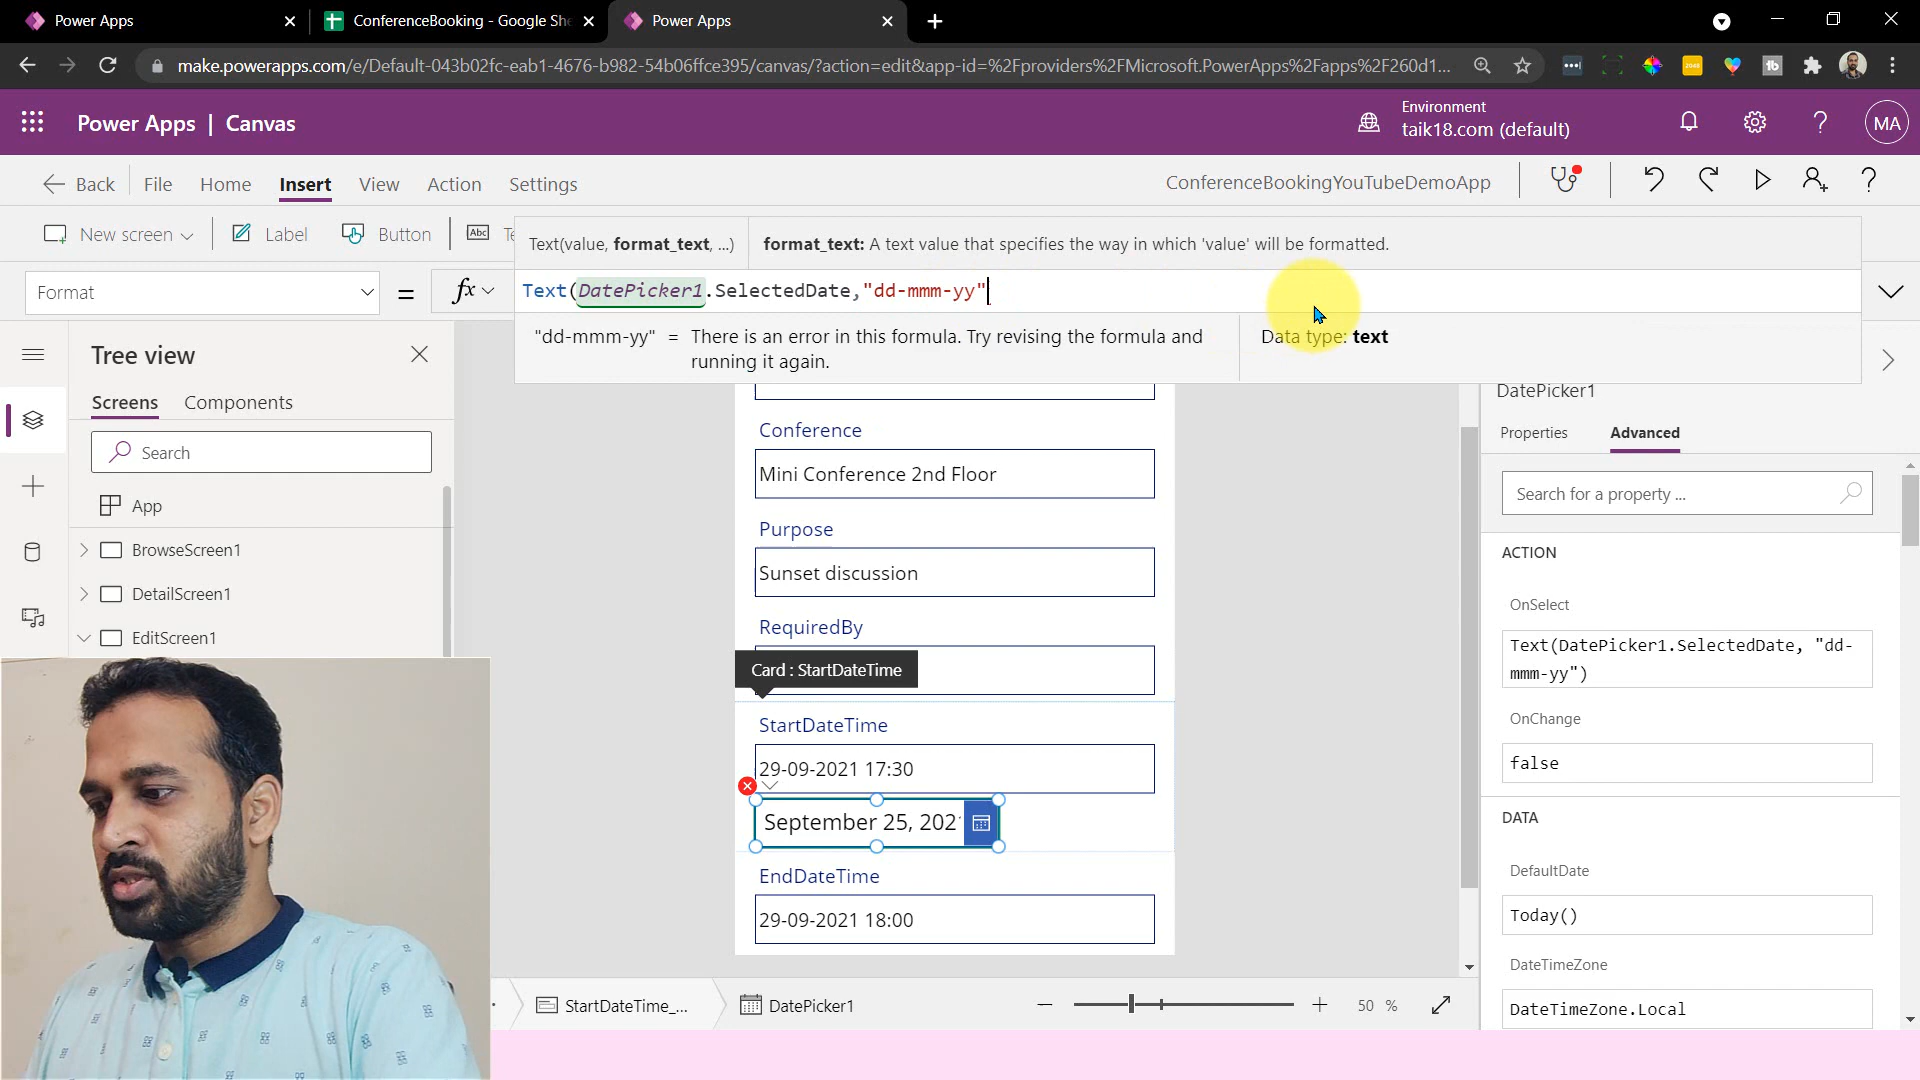 Power Apps
ConferenceBooking - Google She
Power Apps
make.powerapps.com/e/Default-043b02fc-eab1-4676-b982-54b06ffce395/canvas/?action=edit&app-id=%2Fproviders%2FMicrosoft.PowerApps%2Fapps%2F260d1...
Power Apps | Canvas
Environment
taik18.com (default)
MA
Back
File
Home
Insert
View
Action
Settings
ConferenceBookingYouTubeDemoApp
New screen
Label
Button
Abc
Text(value, format_text, ...)
format_text: A text value that specifies the way in which 'value' will be formatted.
Format
=
fx
Text(DatePicker1.SelectedDate,"dd-mmm-yy"
"dd-mmm-yy" = There is an error in this formula. Try revising the formula and
running it again.
Data type: text
Tree view
Screens
Components
Search
App
BrowseScreen1
DetailScreen1
EditScreen1
Conference
Mini Conference 2nd Floor
Purpose
Sunset discussion
RequiredBy
Card : StartDateTime
StartDateTime
29-09-2021 17:30
September 25, 202
EndDateTime
29-09-2021 18:00
DatePicker1
Properties
Advanced
Search for a property ...
ACTION
OnSelect
Text(DatePicker1.SelectedDate, "dd-
mmm-yy")
OnChange
false
DATA
DefaultDate
Today()
DateTimeZone
DateTimeZone.Local
StartDateTime_...
DatePicker1
50 %